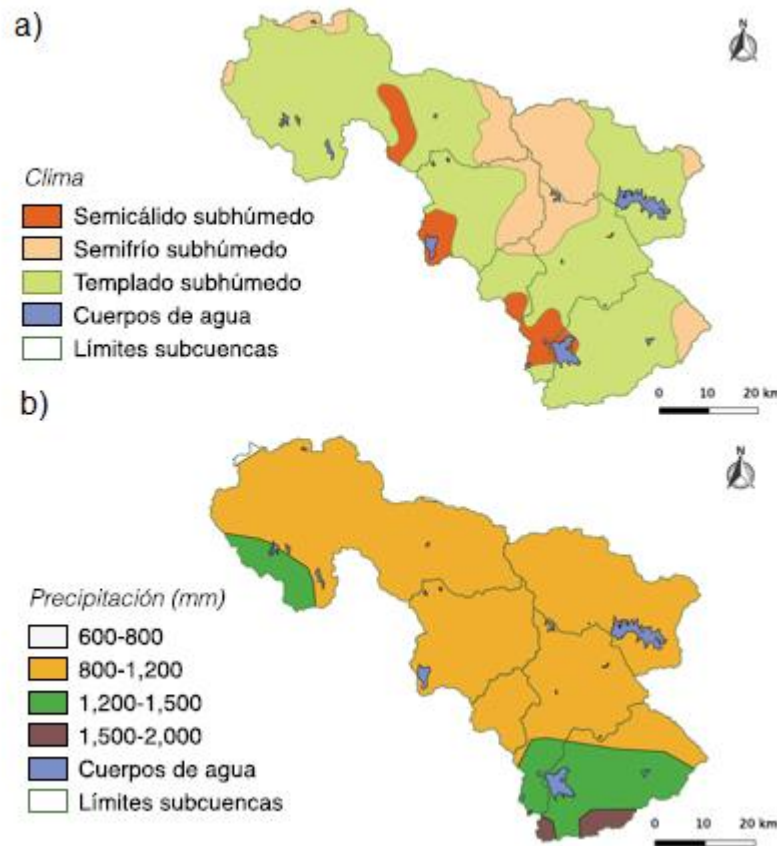 a)
N
Clima
Semicálido subhúmedo
Semifrío subhúmedo
Templado subhúmedo
Cuerpos de agua
Límites subcuencas
0 10 20 km
b)
N
Precipitación (mm)
600-800
800-1,200
1,200-1,500
1,500-2,000
Cuerpos de agua
Límites subcuencas
0 10 20 km